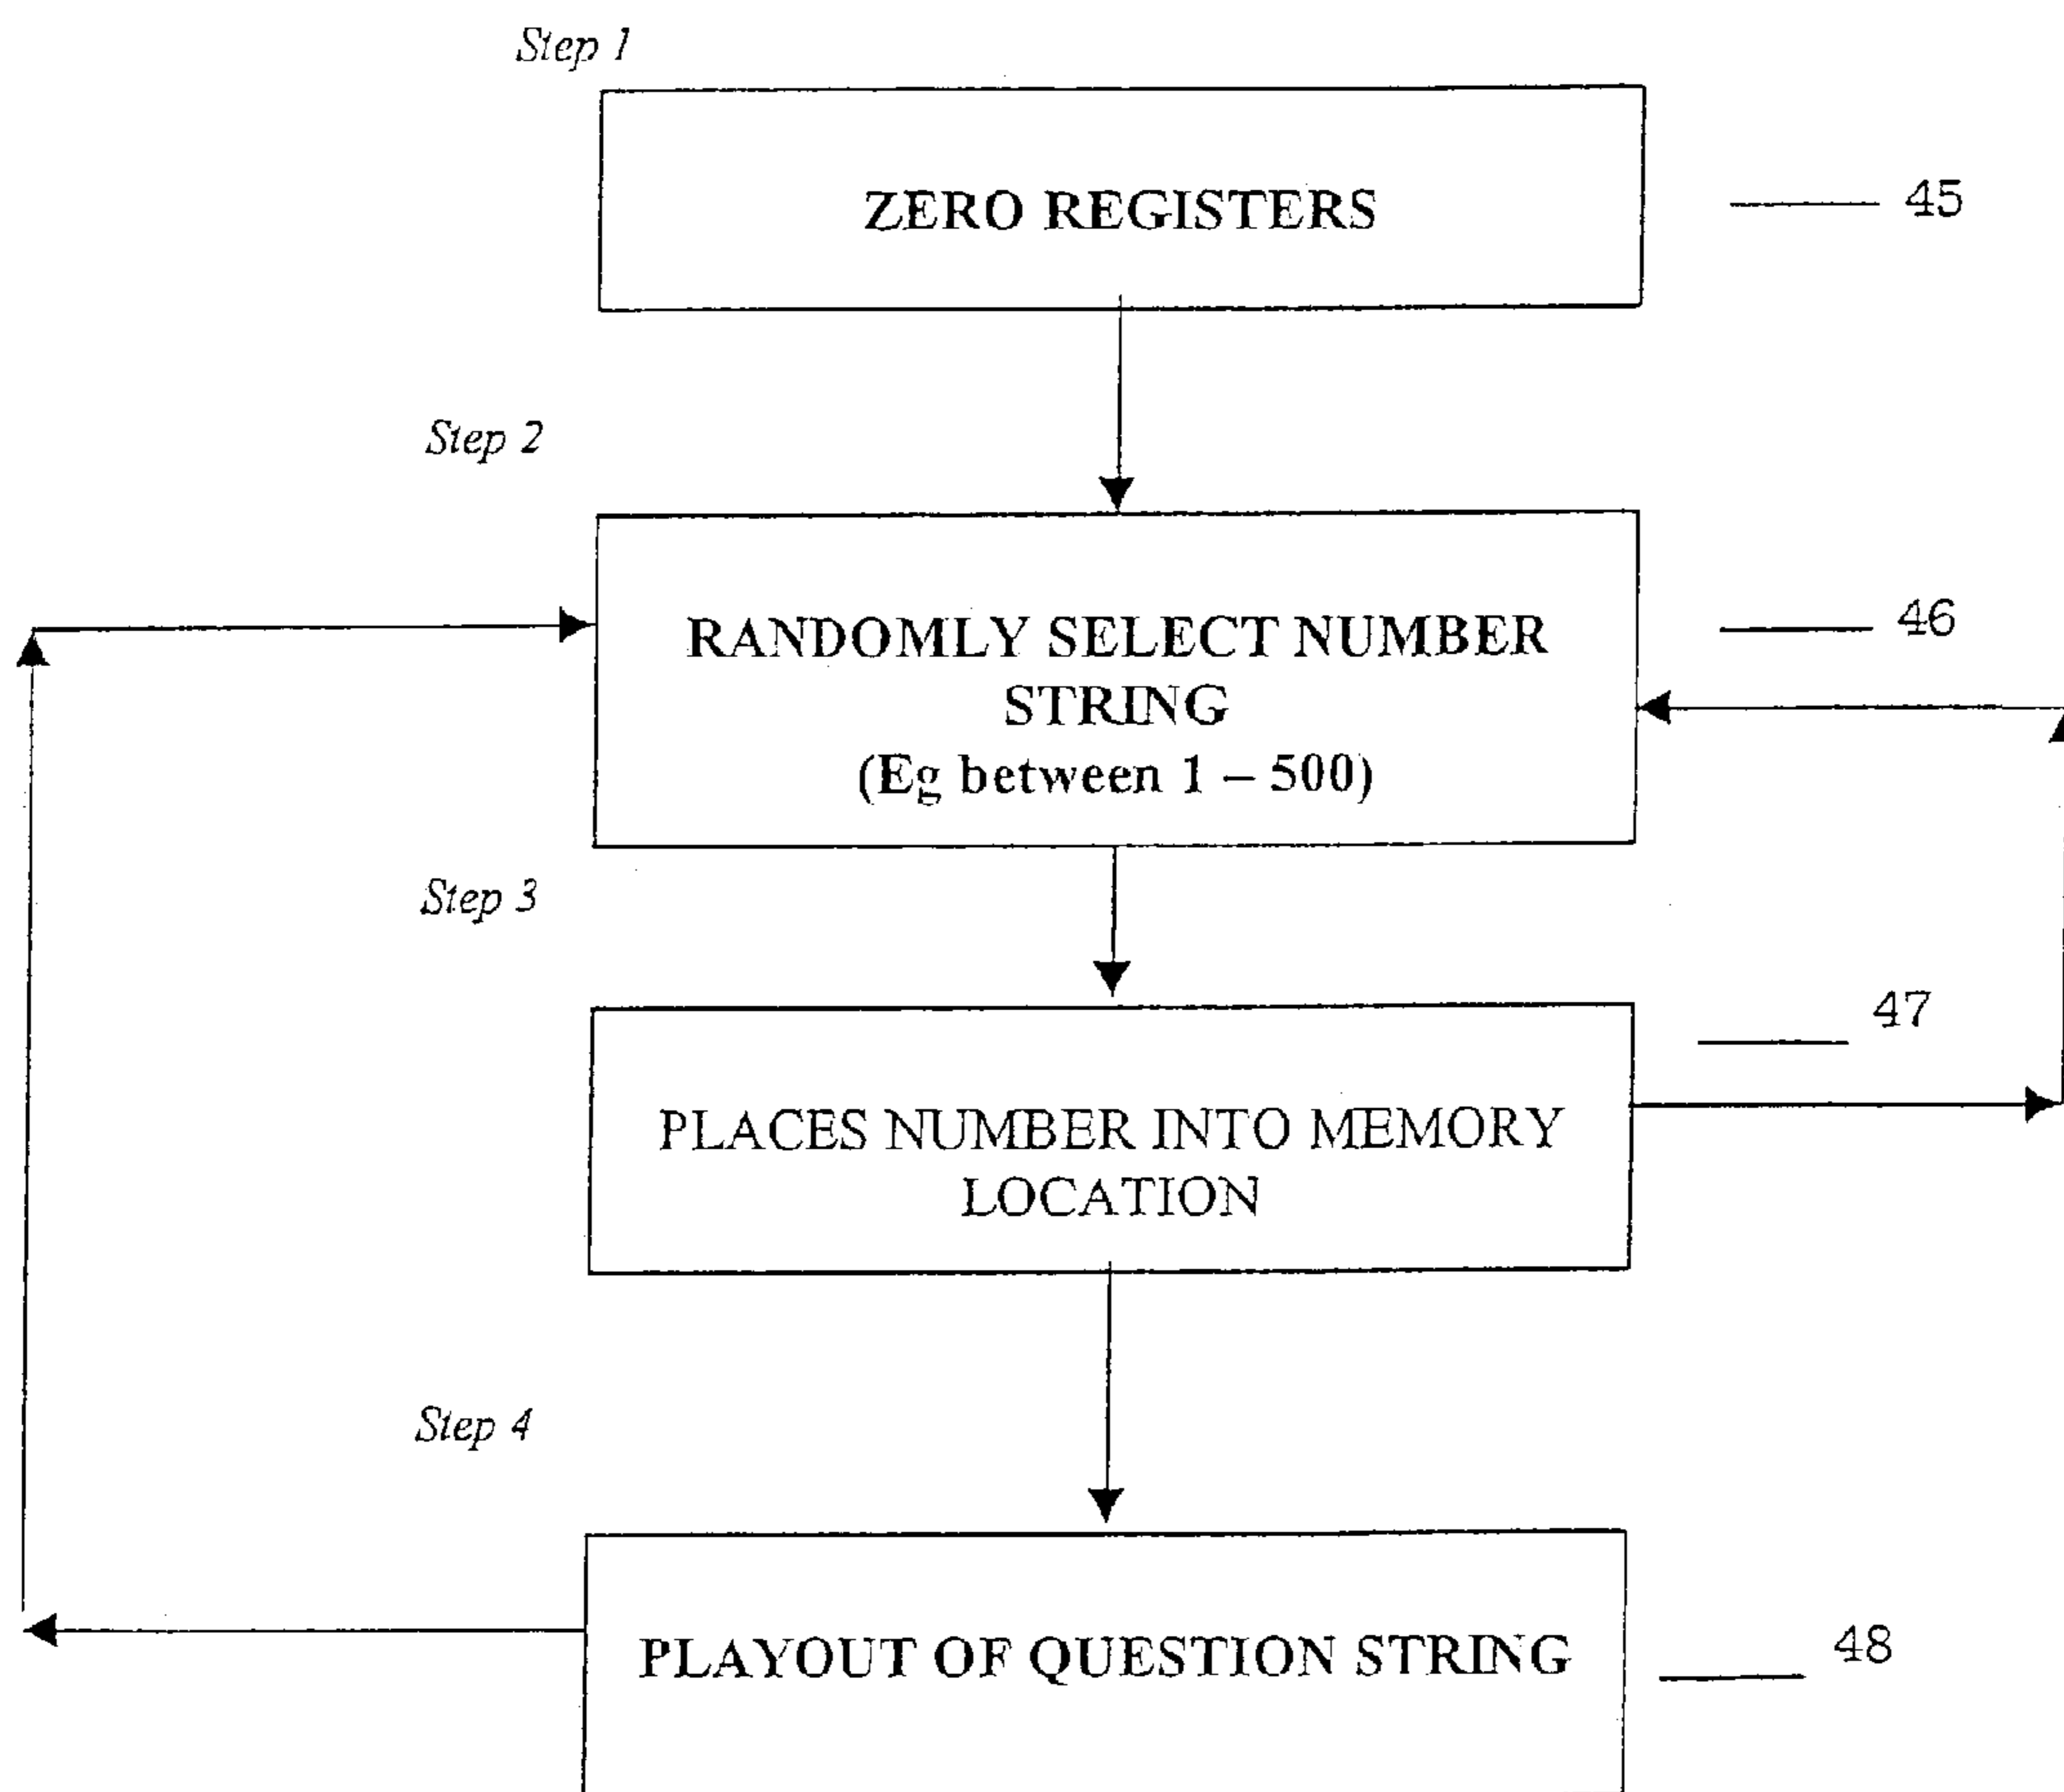 Step 1
ZERO REGISTERS
45
Step 2
RANDOMLY SELECT NUMBER
STRING
(Eg between 1 – 500)
46
Step 3
47
PLACES NUMBER INTO MEMORY
LOCATION
Step 4
PLAYOUT OF QUESTION STRING
48